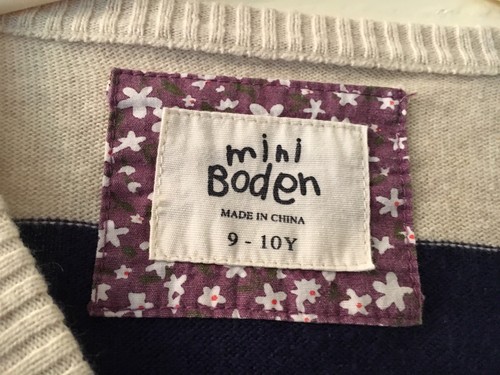 mini
Boden
MADE IN CHINA
9 - 10Y